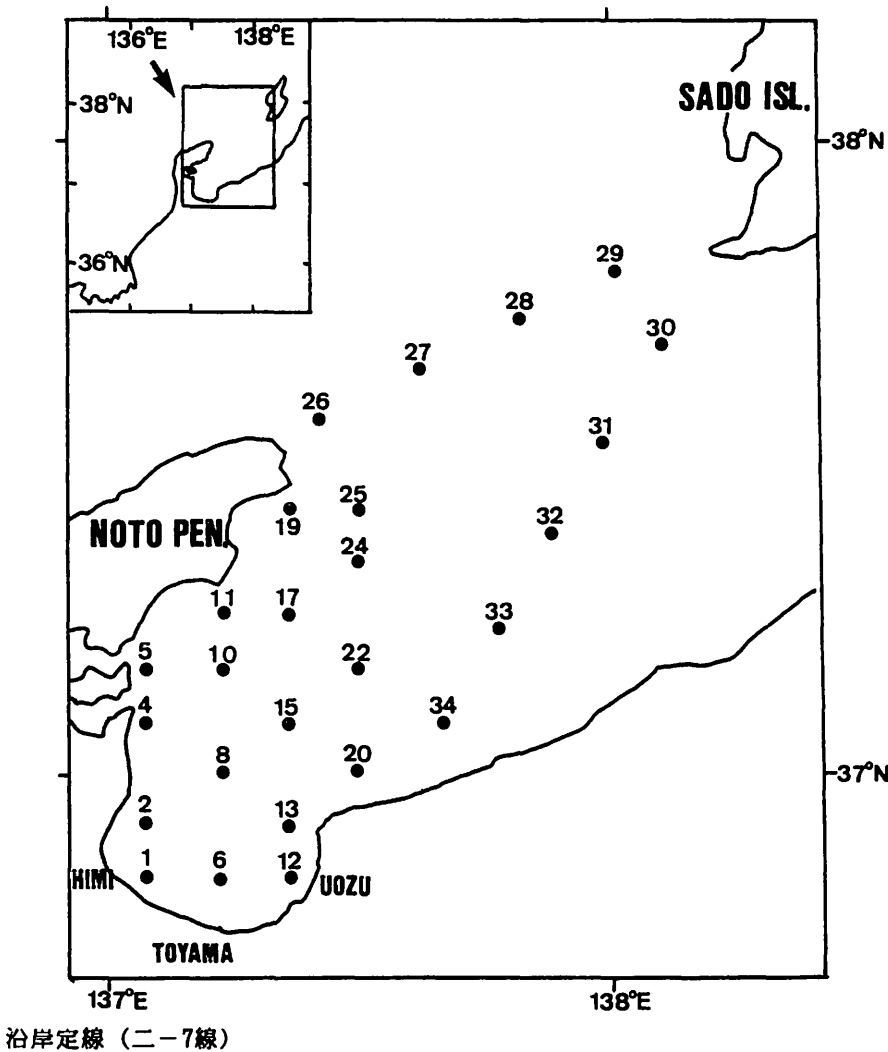 136°E 138°E
38°N
36°N
SADO ISL.
38°N
29
28
30
27
26
31
25
19
32
NOTO PEN.
24
11 17
33
5 10 22
4 15 34
8 20
37°N
2 13
HIMI 1 6 12 UOZU
TOYAMA
137°E 138°E
沿岸定線（ニ－7線）